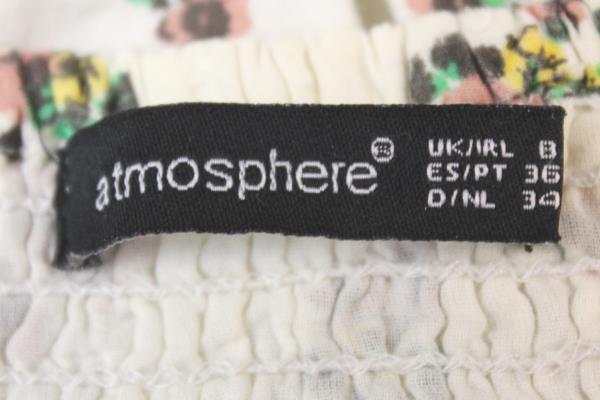 atmosphere®
UK/IRL 8
ES/PT 36
D/NL 34